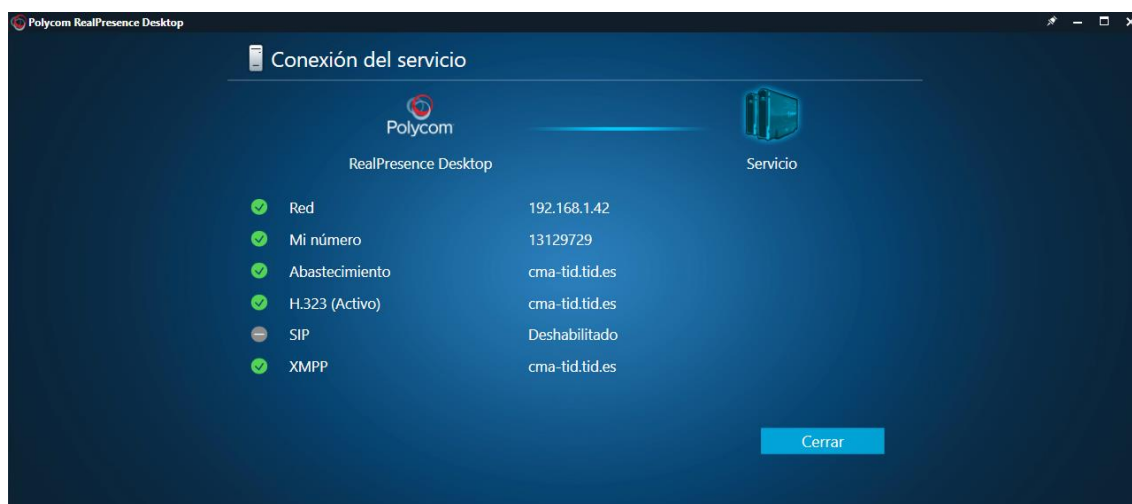 Polycom RealPresence Desktop
Conexión del servicio
Polycom
RealPresence Desktop Servicio
Red 192.168.1.42
Mi número 13129729
Abastecimiento cma-tid.tid.es
H.323 (Activo) cma-tid.tid.es
SIP Deshabilitado
XMPP cma-tid.tid.es
Cerrar